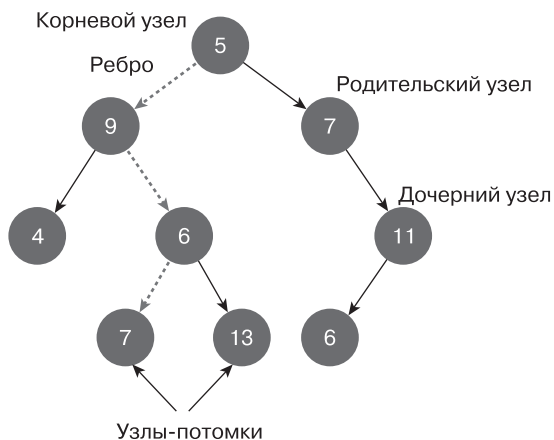 Корневой узел
5
Ребро
Родительский узел
9
7
Дочерний узел
4
6
11
7
13
6
Узлы-потомки